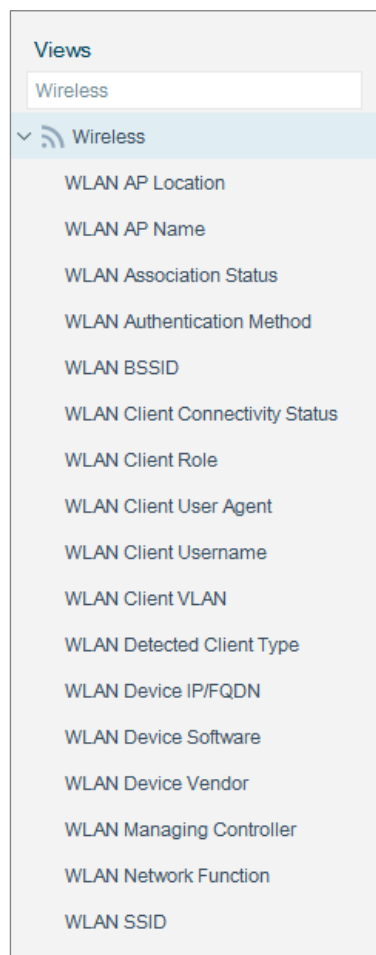 Views
Wireless
Wireless
WLAN AP Location
WLAN AP Name
WLAN Association Status
WLAN Authentication Method
WLAN BSSID
WLAN Client Connectivity Status
WLAN Client Role
WLAN Client User Agent
WLAN Client Username
WLAN Client VLAN
WLAN Detected Client Type
WLAN Device IP/FQDN
WLAN Device Software
WLAN Device Vendor
WLAN Managing Controller
WLAN Network Function
WLAN SSID